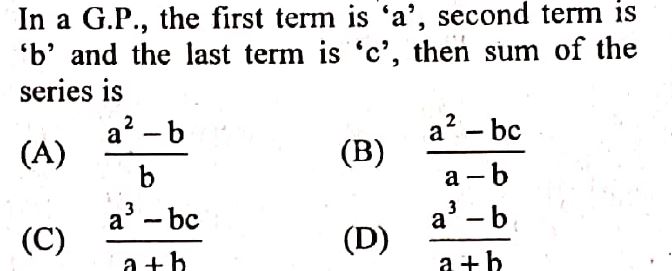 In a G.P., the first term is ‘a’, second term is
‘b’ and the last term is ‘c’, then sum of the
series is
(A) \frac{a^2 - b}{b} (B) \frac{a^2 - bc}{a - b}
(C) \frac{a^3 - bc}{a + b} (D) \frac{a^3 - b}{a + b}